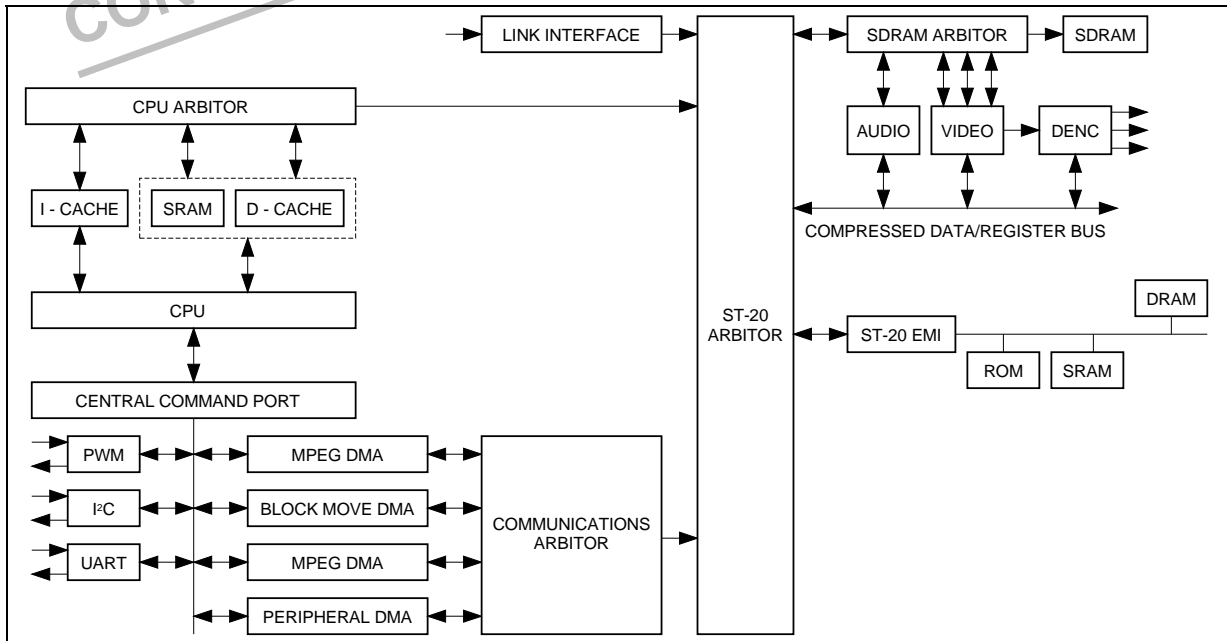 CON
LINK INTERFACE
SDRAM ARBITOR
SDRAM
CPU ARBITOR
AUDIO
VIDEO
DENC
I - CACHE
SRAM
D - CACHE
COMPRESSED DATA/REGISTER BUS
CPU
DRAM
ST-20
ARBITOR
ST-20 EMI
ROM
SRAM
CENTRAL COMMAND PORT
PWM
MPEG DMA
I²C
BLOCK MOVE DMA
COMMUNICATIONS
ARBITOR
UART
MPEG DMA
PERIPHERAL DMA